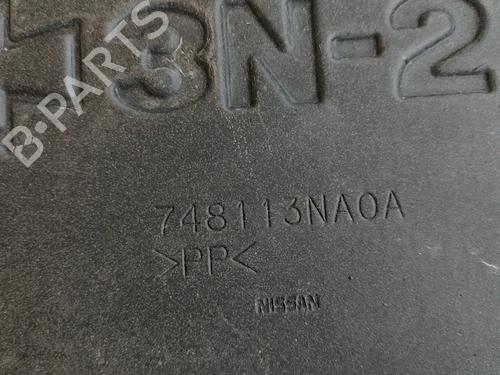 3N-2
748113NA0A
>PP<
NISSAN
B-PARTS